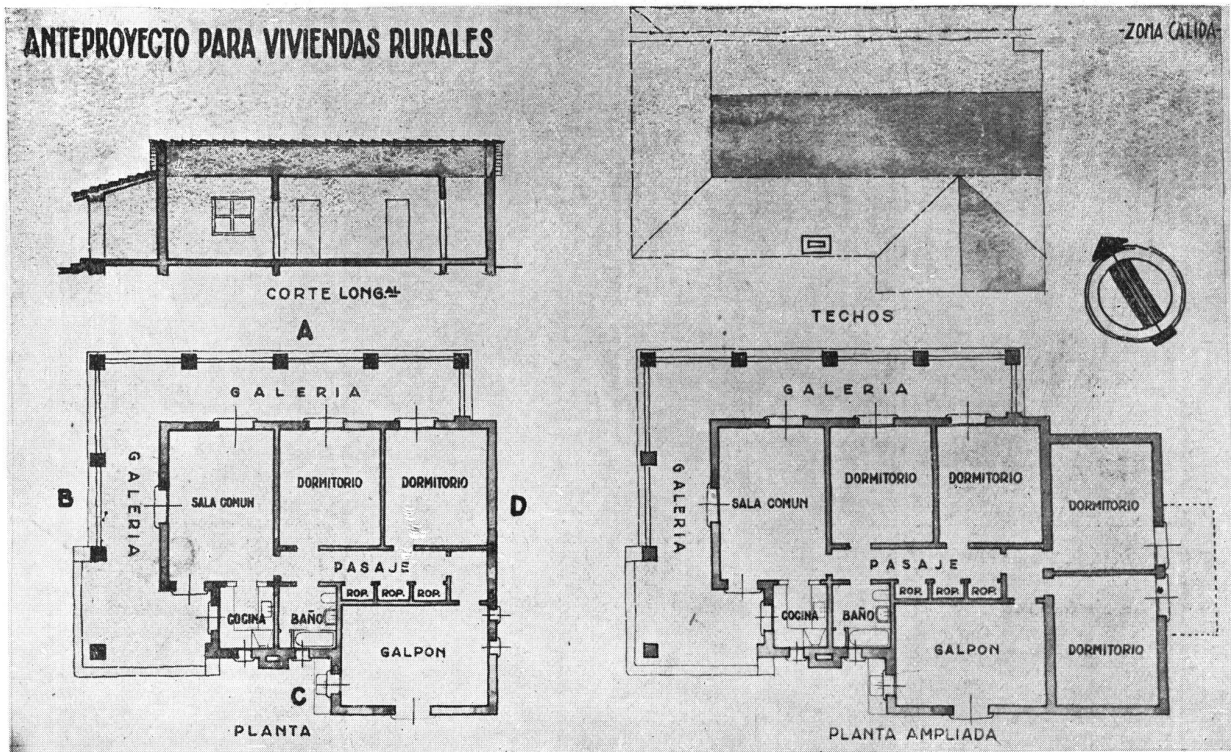 ANTEPROYECTO PARA VIVIENDAS RURALES
-ZONA CALIDA-
CORTE LONG.AL
TECHOS
A
B
C
D
GALERIA
GALERIA
SALA COMUN
DORMITORIO
DORMITORIO
PASAJE
ROP.
ROP.
ROP.
COCINA
BAÑO
GALPON
PLANTA
GALERIA
GALERIA
SALA COMUN
DORMITORIO
DORMITORIO
DORMITORIO
PASAJE
ROP.
ROP.
ROP.
COCINA
BAÑO
GALPON
DORMITORIO
PLANTA AMPLIADA